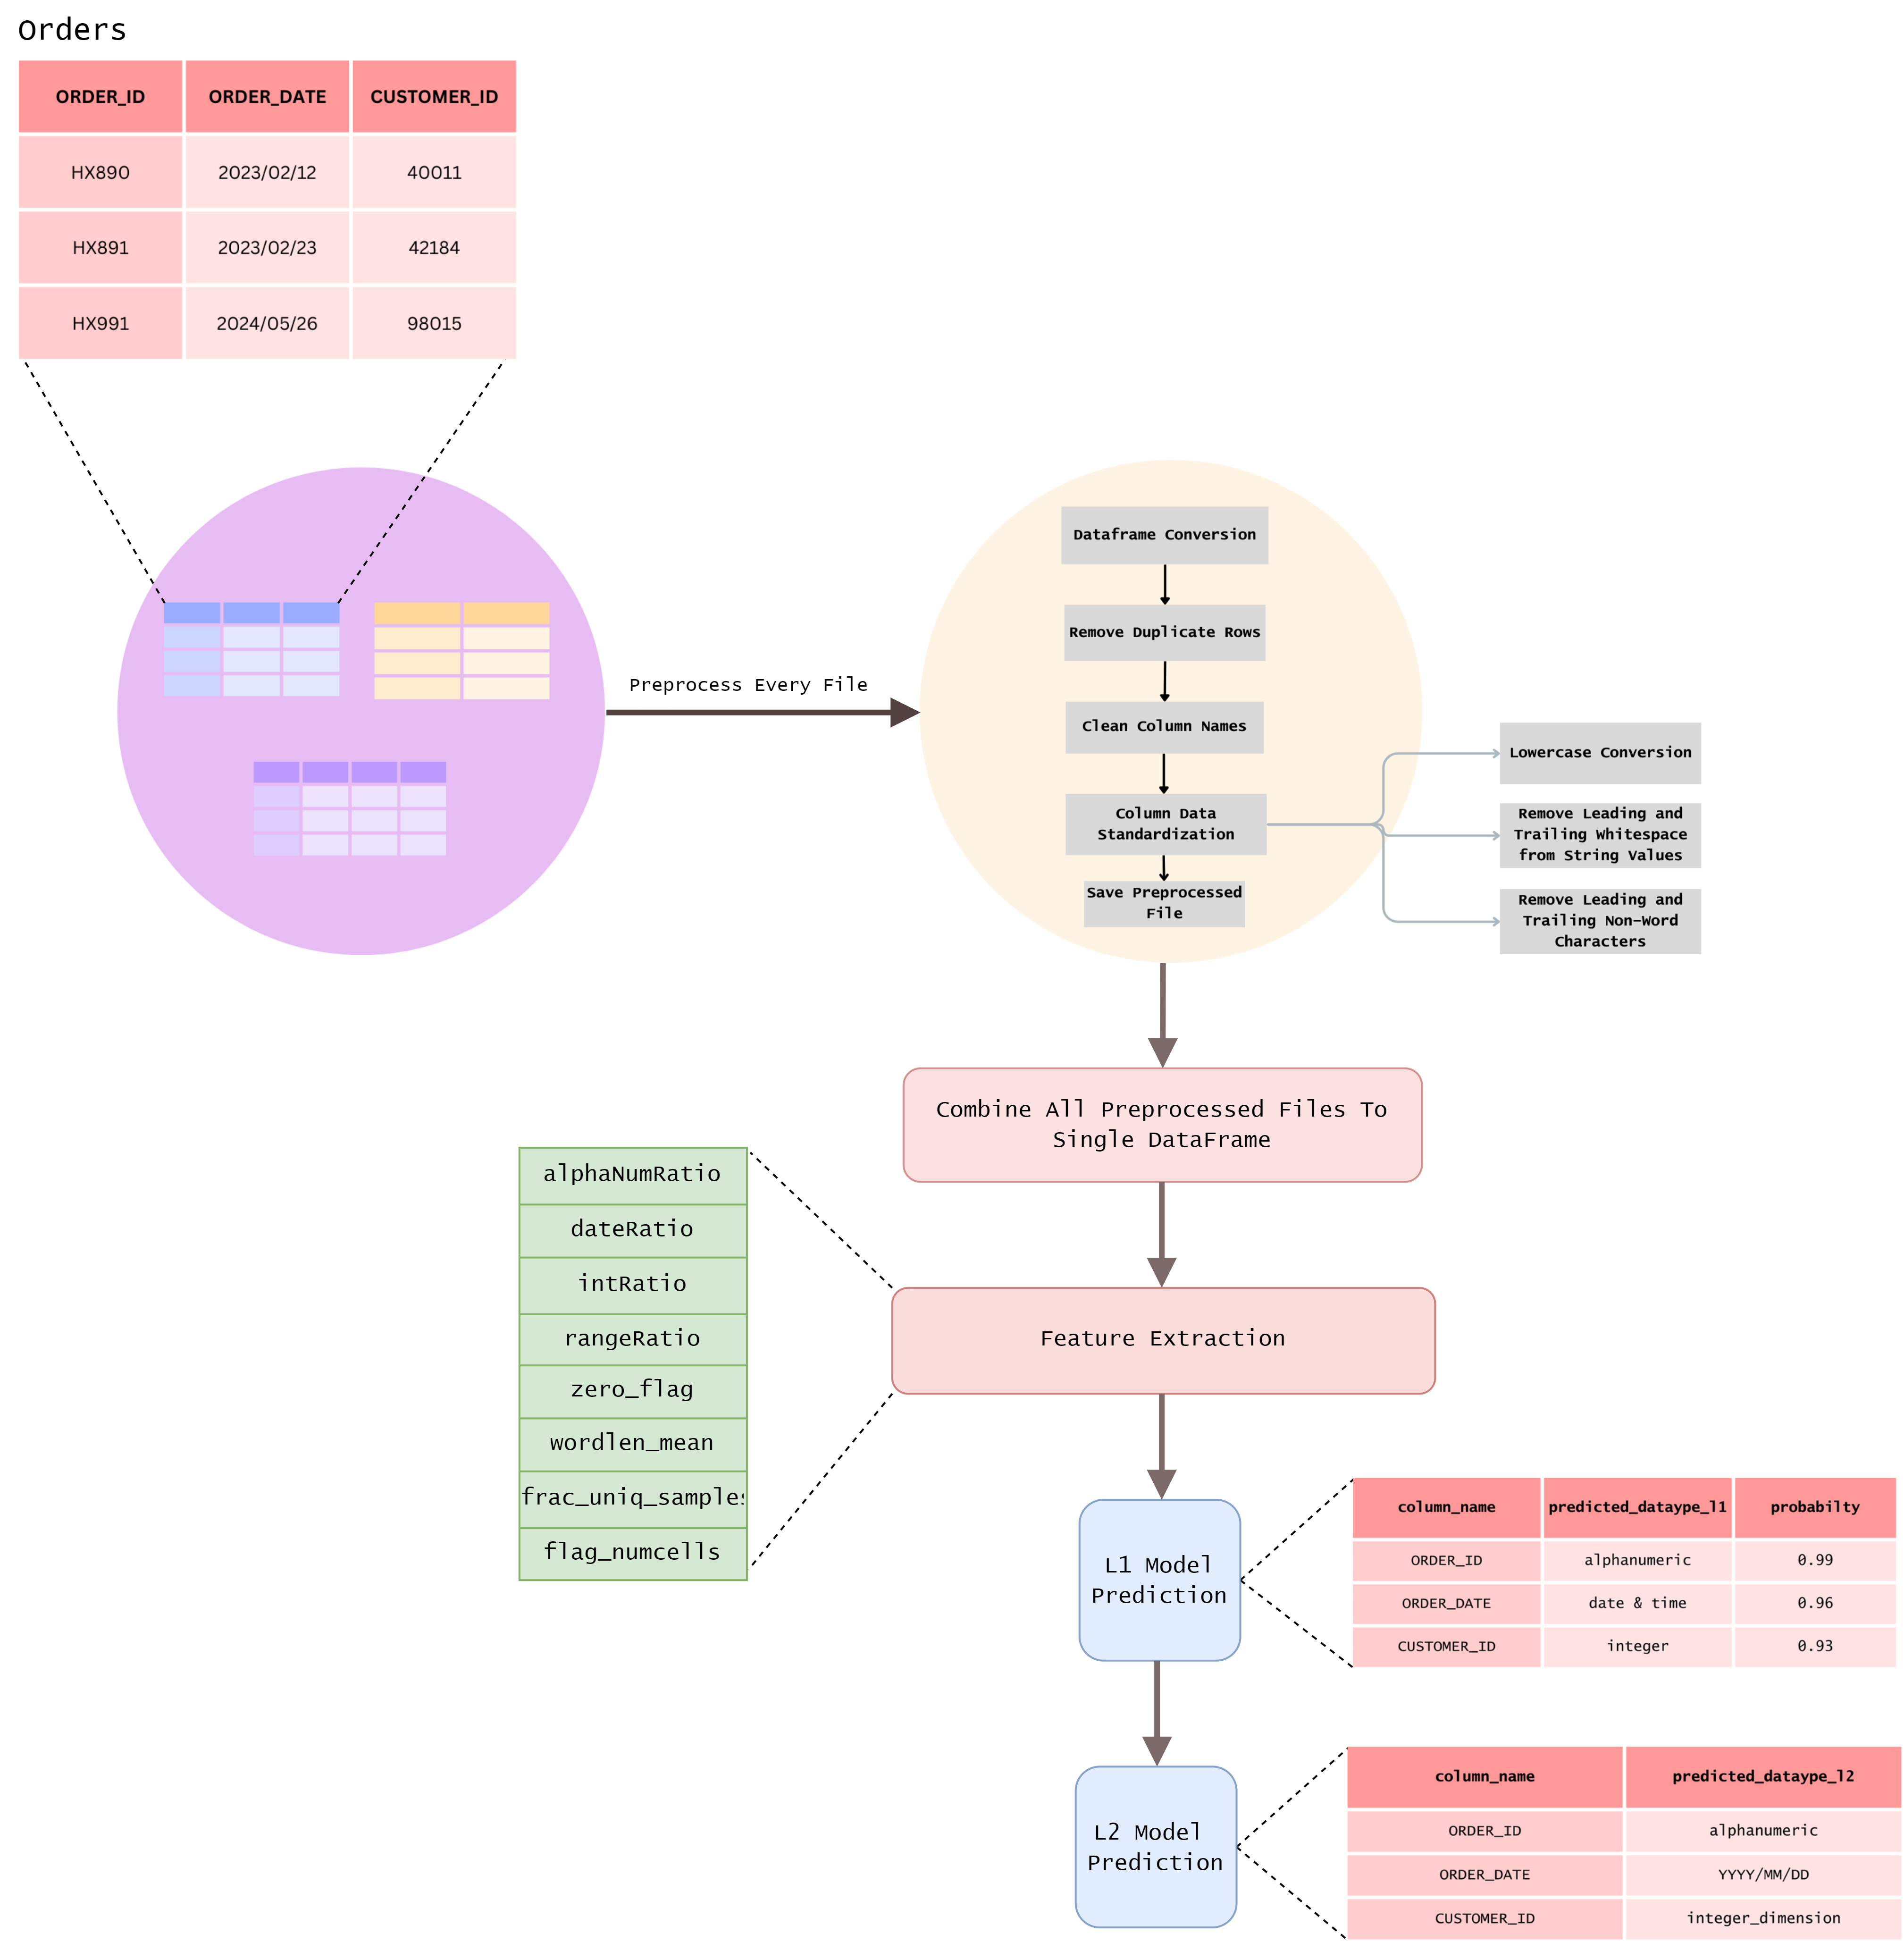 Orders
ORDER_ID ORDER_DATE CUSTOMER_ID
HX890 2023/02/12 40011
HX891 2023/02/23 42184
HX991 2024/05/26 98015
Preprocess Every File
Dataframe Conversion
Remove Duplicate Rows
Clean Column Names
Column Data
Standardization
Save Preprocessed
File
Lowercase Conversion
Remove Leading and
Trailing Whitespace
from String Values
Remove Leading and
Trailing Non-Word
Characters
Combine All Preprocessed Files To
Single DataFrame
Feature Extraction
alphaNumRatio
dateRatio
intRatio
rangeRatio
zero_flag
wordlen_mean
frac_uniq_samples
flag_numcells
L1 Model
Prediction
column_name predicted_dataype_l1 probabilty
ORDER_ID alphanumeric 0.99
ORDER_DATE date & time 0.96
CUSTOMER_ID integer 0.93
L2 Model
Prediction
column_name predicted_dataype_l2
ORDER_ID alphanumeric
ORDER_DATE YYYY/MM/DD
CUSTOMER_ID integer_dimension